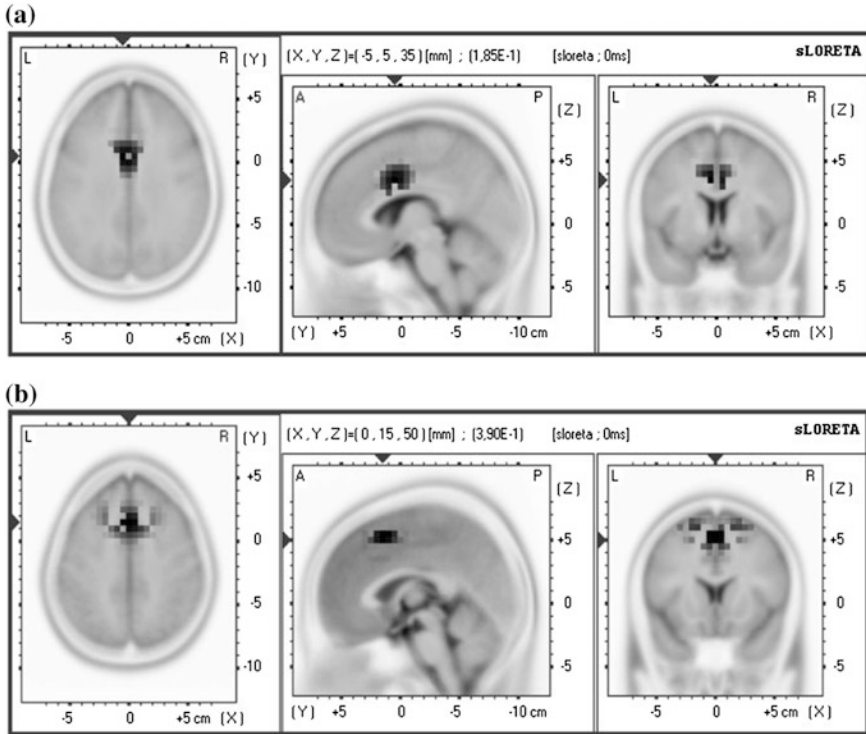 (a)
L R (Y) (X,Y,Z)=(-5,5,35)[mm] ; (1,85E-1) [sloreta ; 0ms] sLORETA
A P (Z) L R (Z)
+5 0 -5 -10
+5 0 -5
+5 0 -5
-5 0 +5 cm (X) (Y) +5 0 -5 -10 cm -5 0 +5 cm (X)
(b)
L R (Y) (X,Y,Z)=(0,15,50)[mm] ; (3,90E-1) [sloreta ; 0ms] sLORETA
A P (Z) L R (Z)
+5 0 -5 -10
+5 0 -5
+5 0 -5
-5 0 +5 cm (X) (Y) +5 0 -5 -10 cm -5 0 +5 cm (X)